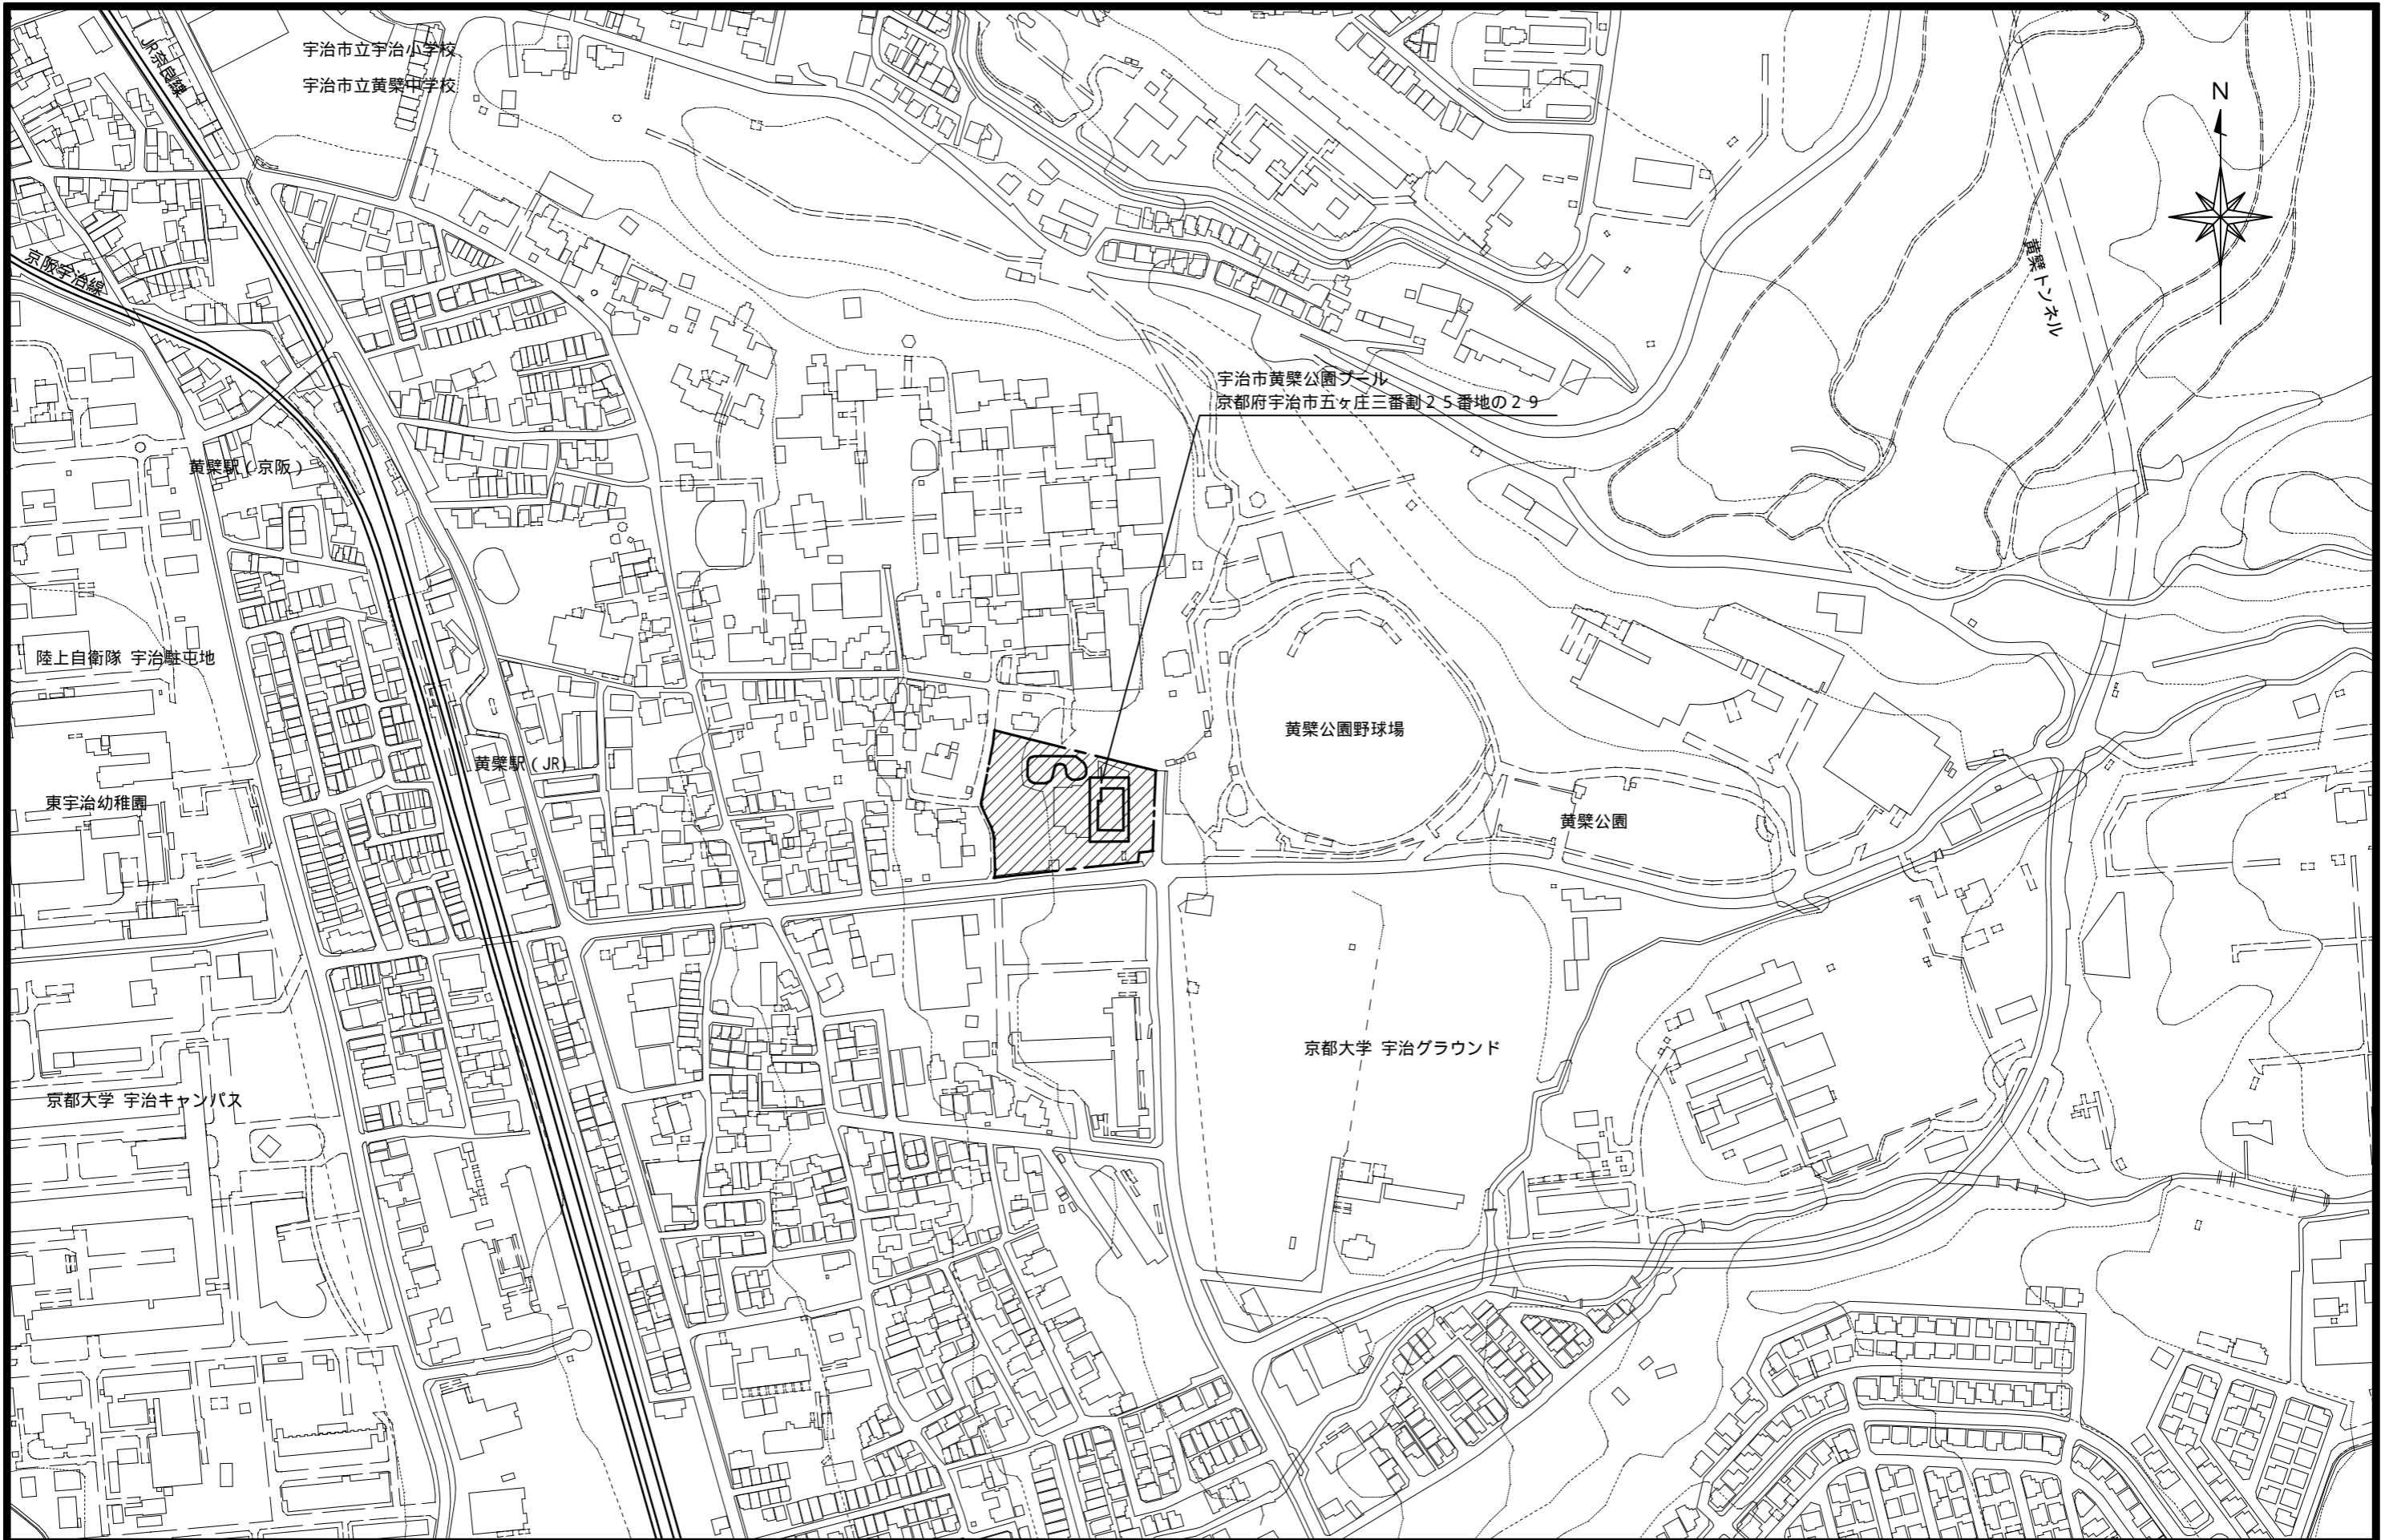 宇治市立宇治小学校
宇治市立黄檗中学校
JR奈良線
N
京阪宇治線
黄檗トンネル
宇治市黄檗公園プール
京都府宇治市五ヶ庄三番割２５番地の２９
黄檗駅（京阪）
陸上自衛隊 宇治駐屯地
黄檗公園野球場
黄檗駅（JR）
東宇治幼稚園
黄檗公園
京都大学 宇治グラウンド
京都大学 宇治キャンパス